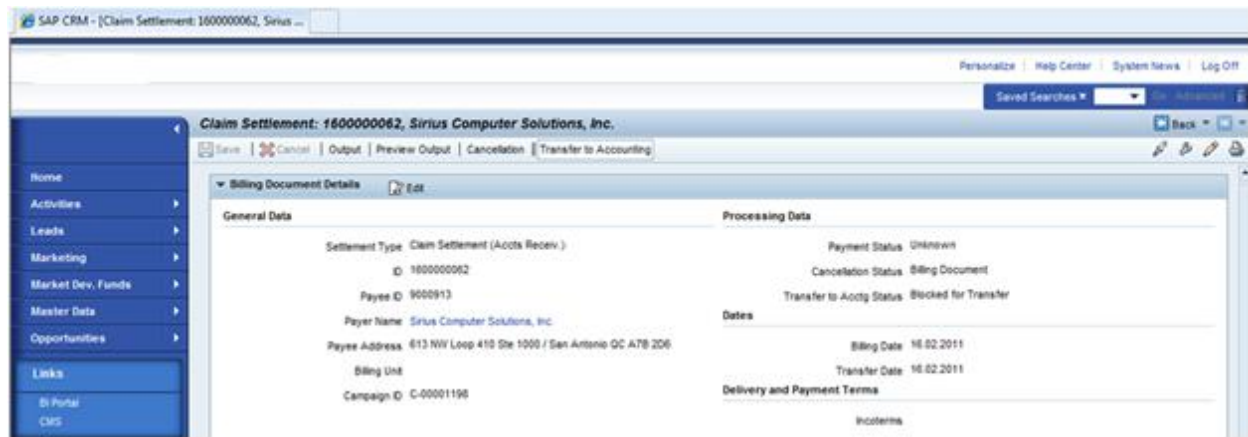 SAP CRM - [Claim Settlement: 1600000062, Sirius ...
Personalize | Help Center | System News | Log Off
Saved Searches Go Advanced
Claim Settlement: 1600000062, Sirius Computer Solutions, Inc. Back
Save | Cancel | Output | Preview Output | Cancellation | Transfer to Accounting
Home
Activities
Leads
Marketing
Market Dev. Funds
Master Data
Opportunities
Links
BI Portal
CMS
Billing Document Details Edit
General Data
Settlement Type Claim Settlement (Accts Receiv.)
ID 1600000062
Payee ID 9000913
Payer Name Sirius Computer Solutions, Inc.
Payee Address 613 NW Loop 410 Ste 1000 / San Antonio QC A7B 2D6
Billing Unit
Campaign ID C-00001198
Processing Data
Payment Status Unknown
Cancellation Status Billing Document
Transfer to Acctg Status Blocked for Transfer
Dates
Billing Date 16.02.2011
Transfer Date 16.02.2011
Delivery and Payment Terms
Incoterms